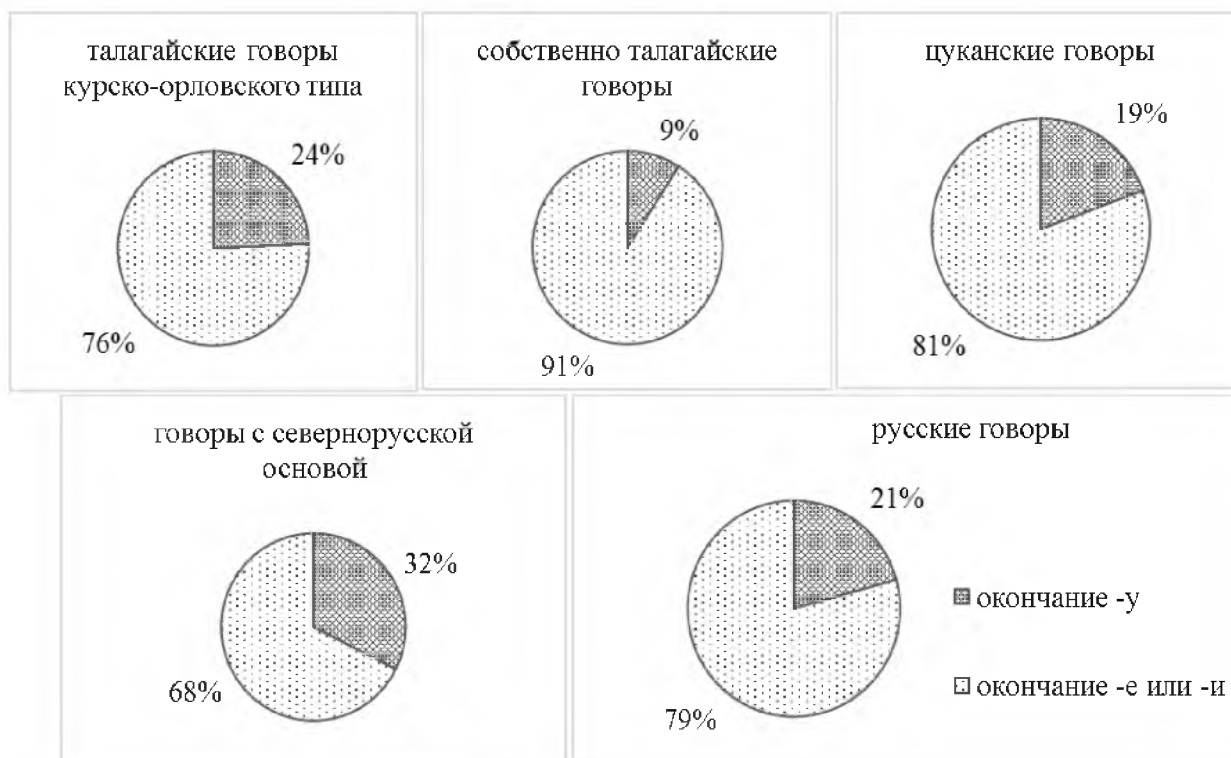 талагайские говоры
курско-орловского типа
24%
76%
собственно талагайские
говоры
9%
91%
цуканские говоры
19%
81%
говоры с севернорусской
основой
32%
68%
русские говоры
21%
79%
окончание -у
окончание -е или -и